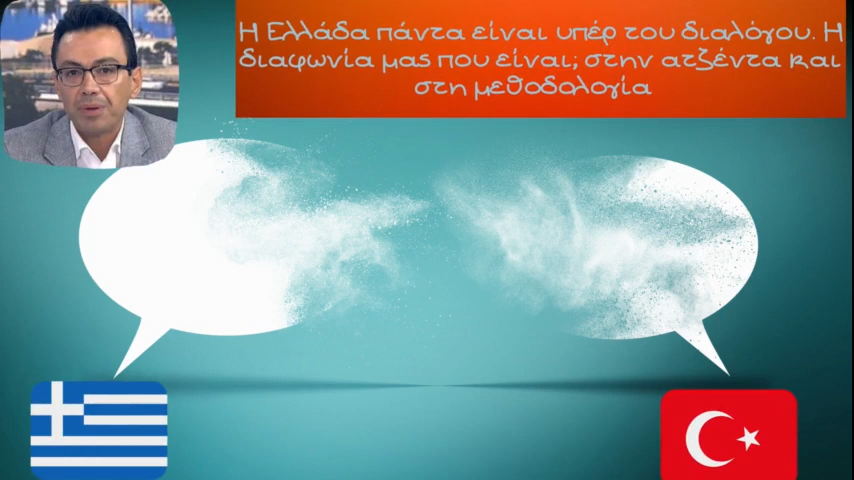 Η Ελλάδα πάντα είναι υπέρ του διαλόγου. Η
διαφωνία μας που είναι; στην ατζέντα και
στη μεθοδολογία